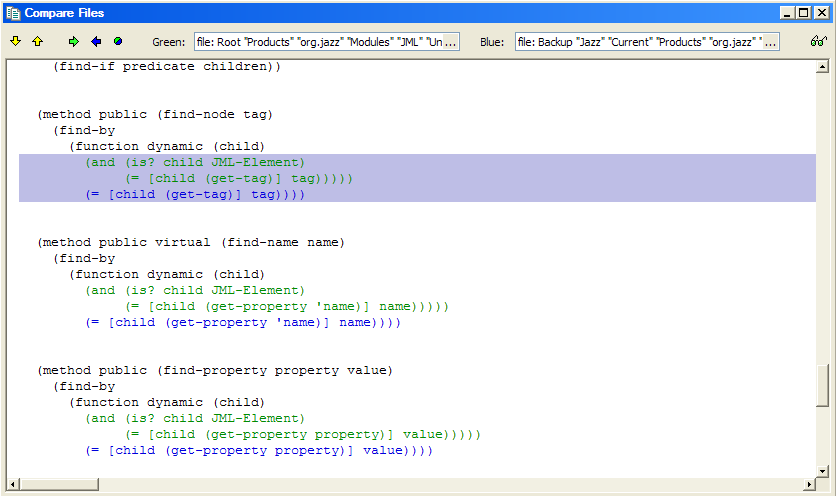 Compare Files
Green: file: Root "Products" "org.jazz" "Modules" "JML" "Un ... Blue: file: Backup "Jazz" "Current" "Products" "org.jazz" " ...
(find-if predicate children))
(method public (find-node tag)
(find-by
(function dynamic (child)
(and (is? child JML-Element)
(= [child (get-tag)] tag)))))
(= [child (get-tag)] tag))))
(method public virtual (find-name name)
(find-by
(function dynamic (child)
(and (is? child JML-Element)
(= [child (get-property 'name)] name)))))
(= [child (get-property 'name)] name))))
(method public (find-property property value)
(find-by
(function dynamic (child)
(and (is? child JML-Element)
(= [child (get-property property)] value)))))
(= [child (get-property property)] value))))